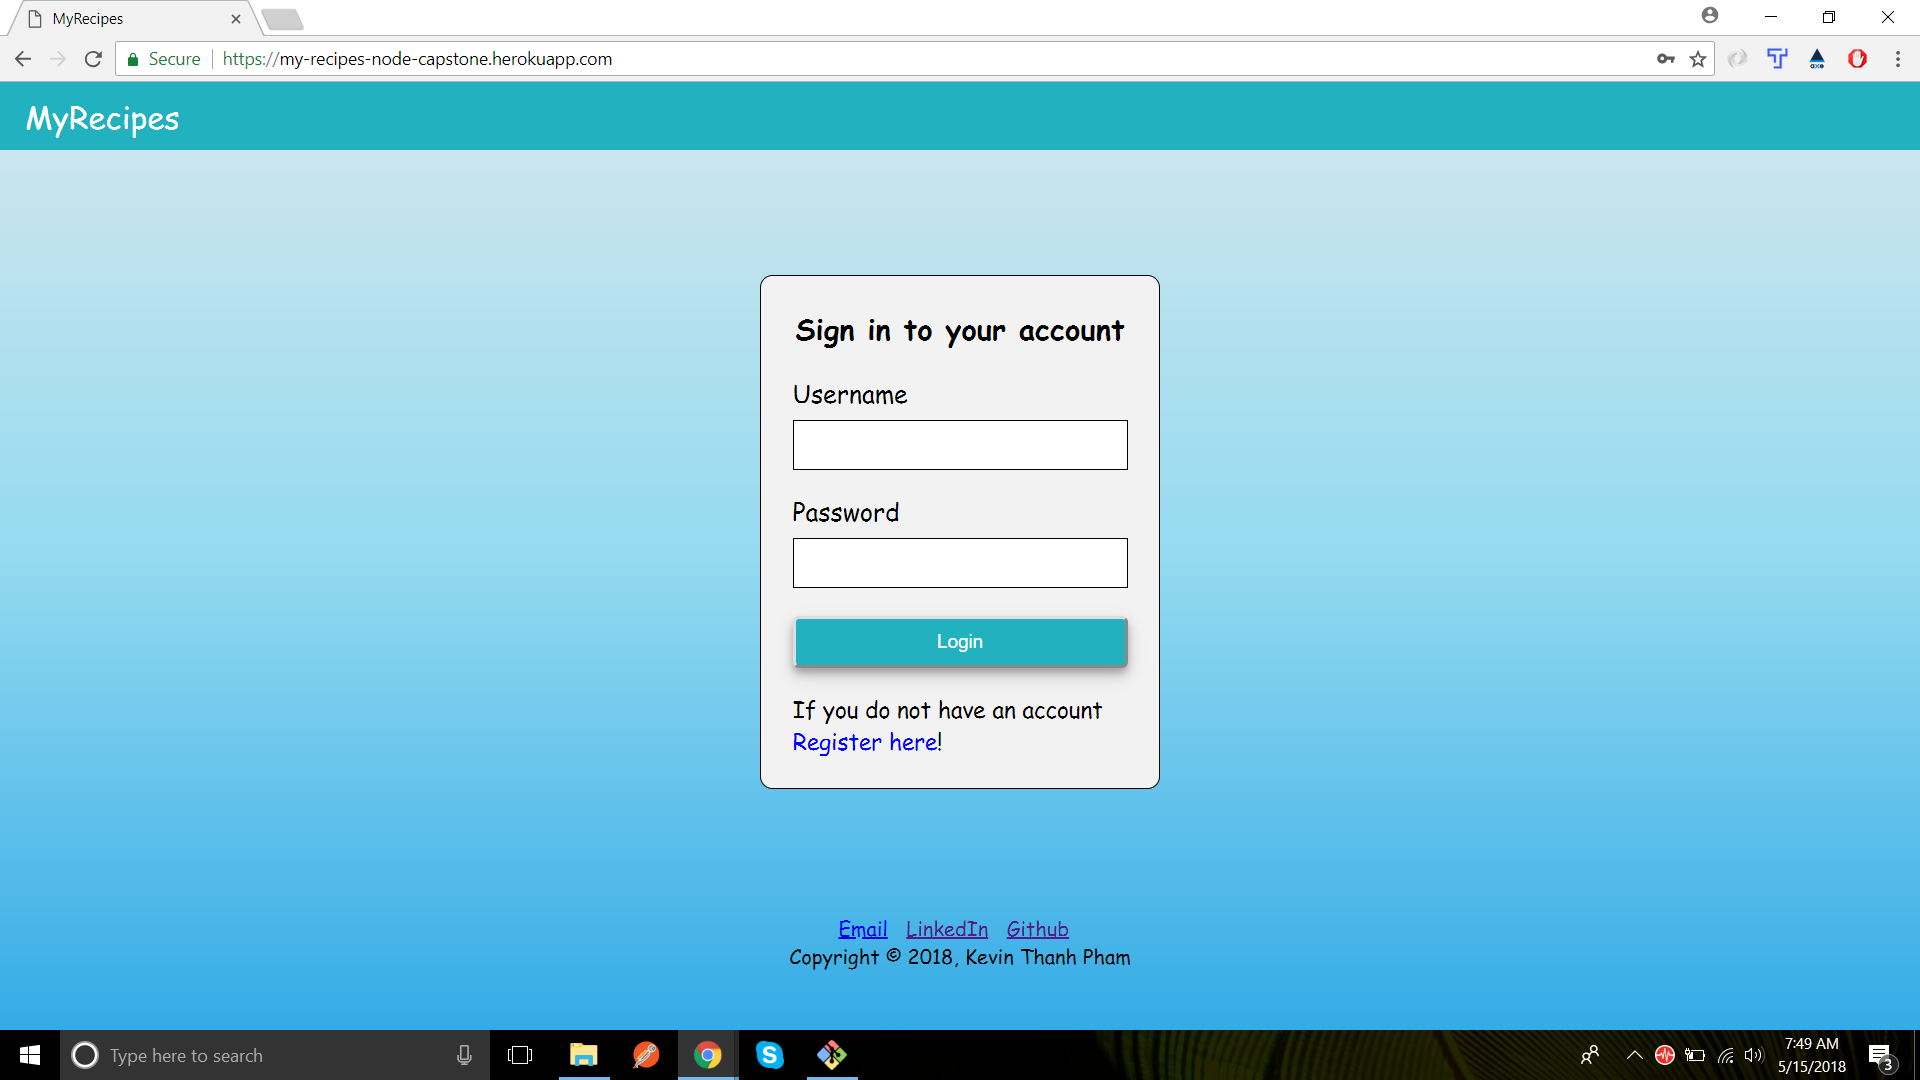 MyRecipes
Secure https://my-recipes-node-capstone.herokuapp.com
axe
MyRecipes
Sign in to your account
Username
Password
Login
If you do not have an account
Register here!
Email LinkedIn Github
Copyright © 2018, Kevin Thanh Pham
Type here to search
7:49 AM
5/15/2018
3